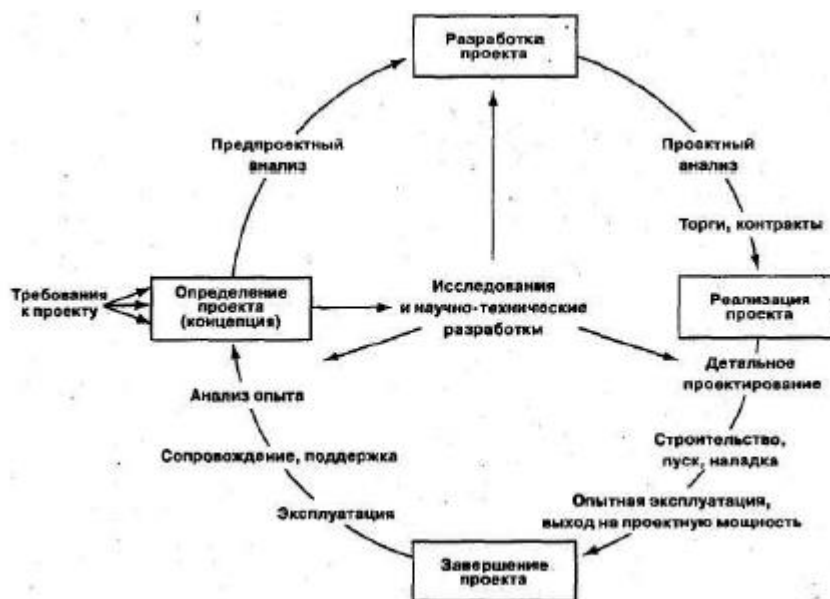 Разработка
проекта
Предпроектный
анализ
Проектный
анализ
Торги, контракты
Требования
к проекту
Определение
проекта
(концепция)
Исследования
и научно-технические
разработки
Реализация
проекта
Детальное
проектирование
Анализ опыта
Строительство,
пуск, наладка
Сопровождение, поддержка
Опытная эксплуатация,
выход на проектную мощность
Эксплуатация
Завершение
проекта